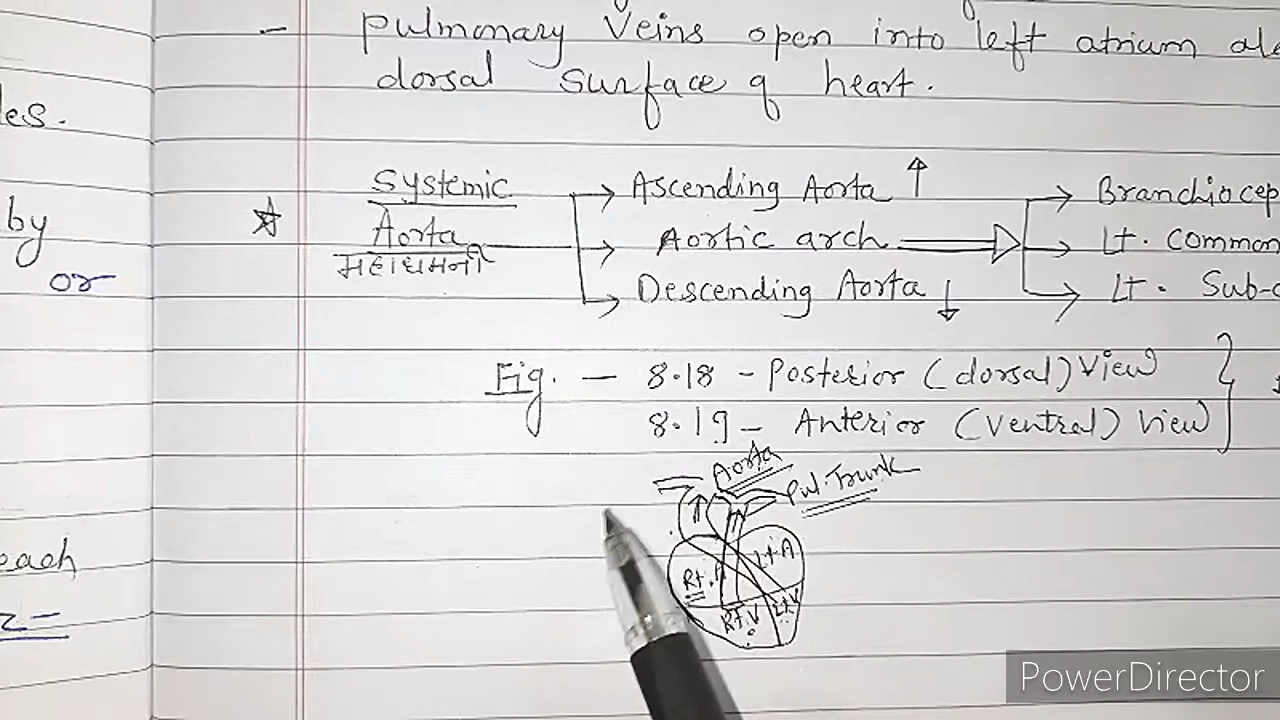 - Pulmonary Veins open into left atrium
dorsal surface of heart.
les.
Systemic → Ascending Aorta ↑ → Branchiocep
by
☆ Aorta → Aortic arch ⇒ → Lt. common
महाधमनी
or
→ Descending Aorta ↓ → Lt. Sub-c
Fig. - 8.18 - Posterior (dorsal) View
8.19 - Anterior (Ventral) View
Aorta
Pul Trunk
each
Lt A
Rt. A
Rt V Lt V
PowerDirector